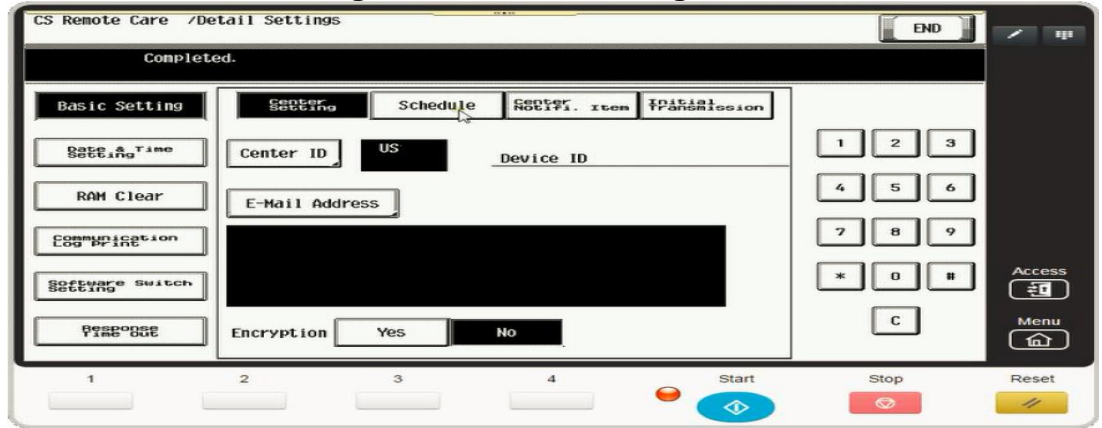 CS Remote Care /Detail Settings
END
Completed.
Basic Setting
Center
Setting
Schedule
Center
Notifi. Item
Initial
Transmission
Date & Time
Setting
Center ID
US
Device ID
1 2 3
RAM Clear
E-Mail Address
4 5 6
Communication
Log Print
7 8 9
Software Switch
Setting
* 0 #
Access
Response
Time Out
Encryption
Yes
No
C
Menu
1
2
3
4
Start
Stop
Reset